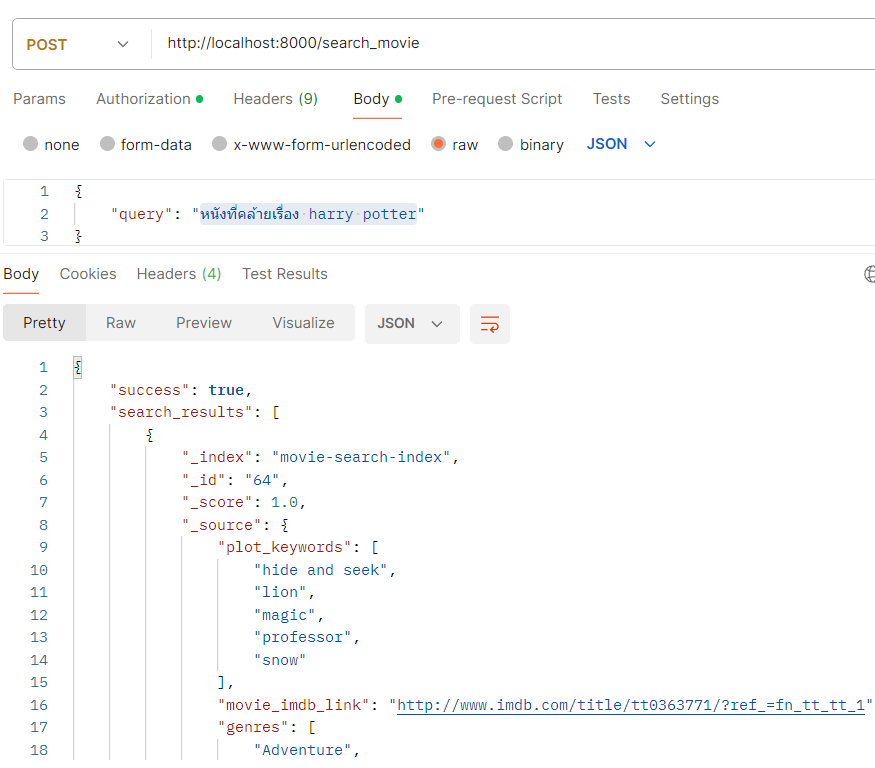 POST http://localhost:8000/search_movie
Params Authorization Headers (9) Body Pre-request Script Tests Settings
none form-data x-www-form-urlencoded raw binary JSON
1 {
2 "query": "หนังที่คล้ายเรื่อง harry potter"
3 }
Body Cookies Headers (4) Test Results
Pretty Raw Preview Visualize JSON
1 {
2 "success": true,
3 "search_results": [
4 {
5 "_index": "movie-search-index",
6 "_id": "64",
7 "_score": 1.0,
8 "_source": {
9 "plot_keywords": [
10 "hide and seek",
11 "lion",
12 "magic",
13 "professor",
14 "snow"
15 ],
16 "movie_imdb_link": "http://www.imdb.com/title/tt0363771/?ref_=fn_tt_tt_1"
17 "genres": [
18 "Adventure",